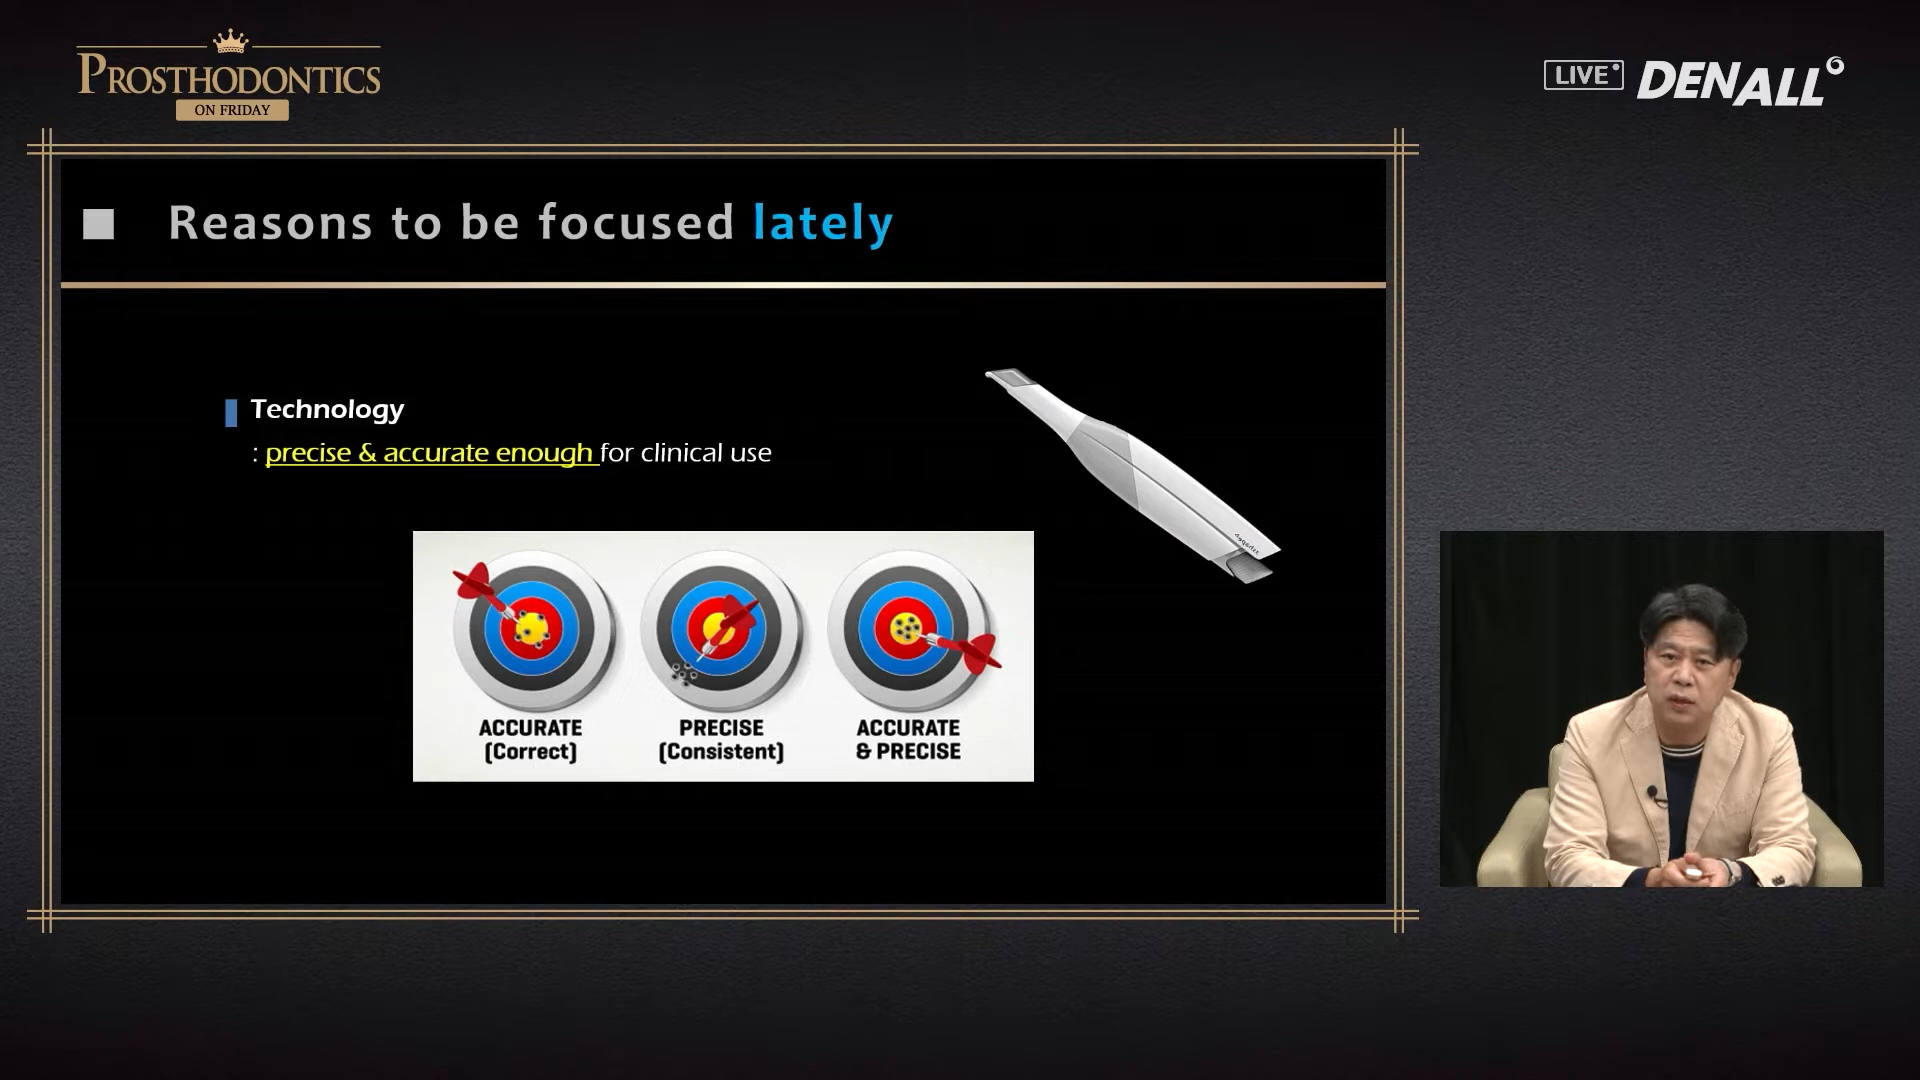 PROSTHODONTICS
ON FRIDAY
LIVE
DENALL
Reasons to be focused lately
Technology
: precise & accurate enough for clinical use
ACCURATE
(Correct)
PRECISE
(Consistent)
ACCURATE
& PRECISE